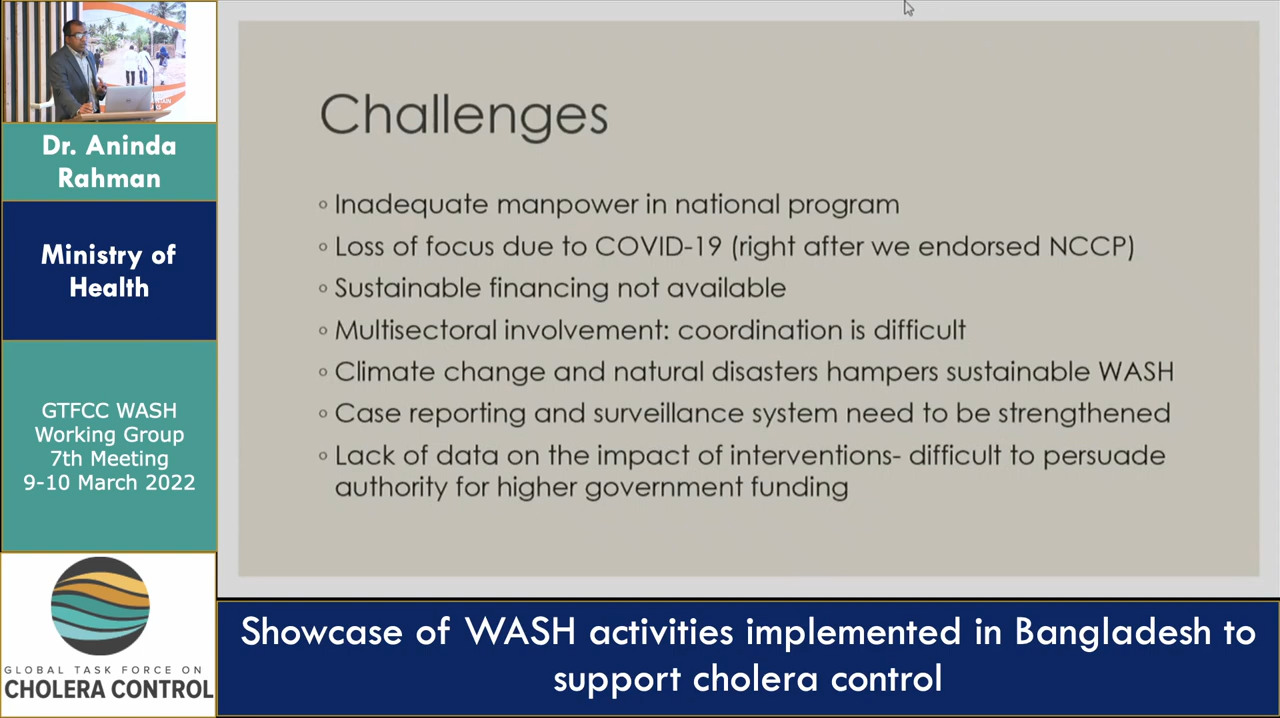 Dr. Aninda
Rahman
Ministry of
Health
GTFCC WASH
Working Group
7th Meeting
9-10 March 2022
GLOBAL TASK FORCE ON
CHOLERA CONTROL
Challenges
◦ Inadequate manpower in national program
◦ Loss of focus due to COVID-19 (right after we endorsed NCCP)
◦ Sustainable financing not available
◦ Multisectoral involvement: coordination is difficult
◦ Climate change and natural disasters hampers sustainable WASH
◦ Case reporting and surveillance system need to be strengthened
◦ Lack of data on the impact of interventions- difficult to persuade
authority for higher government funding
Showcase of WASH activities implemented in Bangladesh to
support cholera control